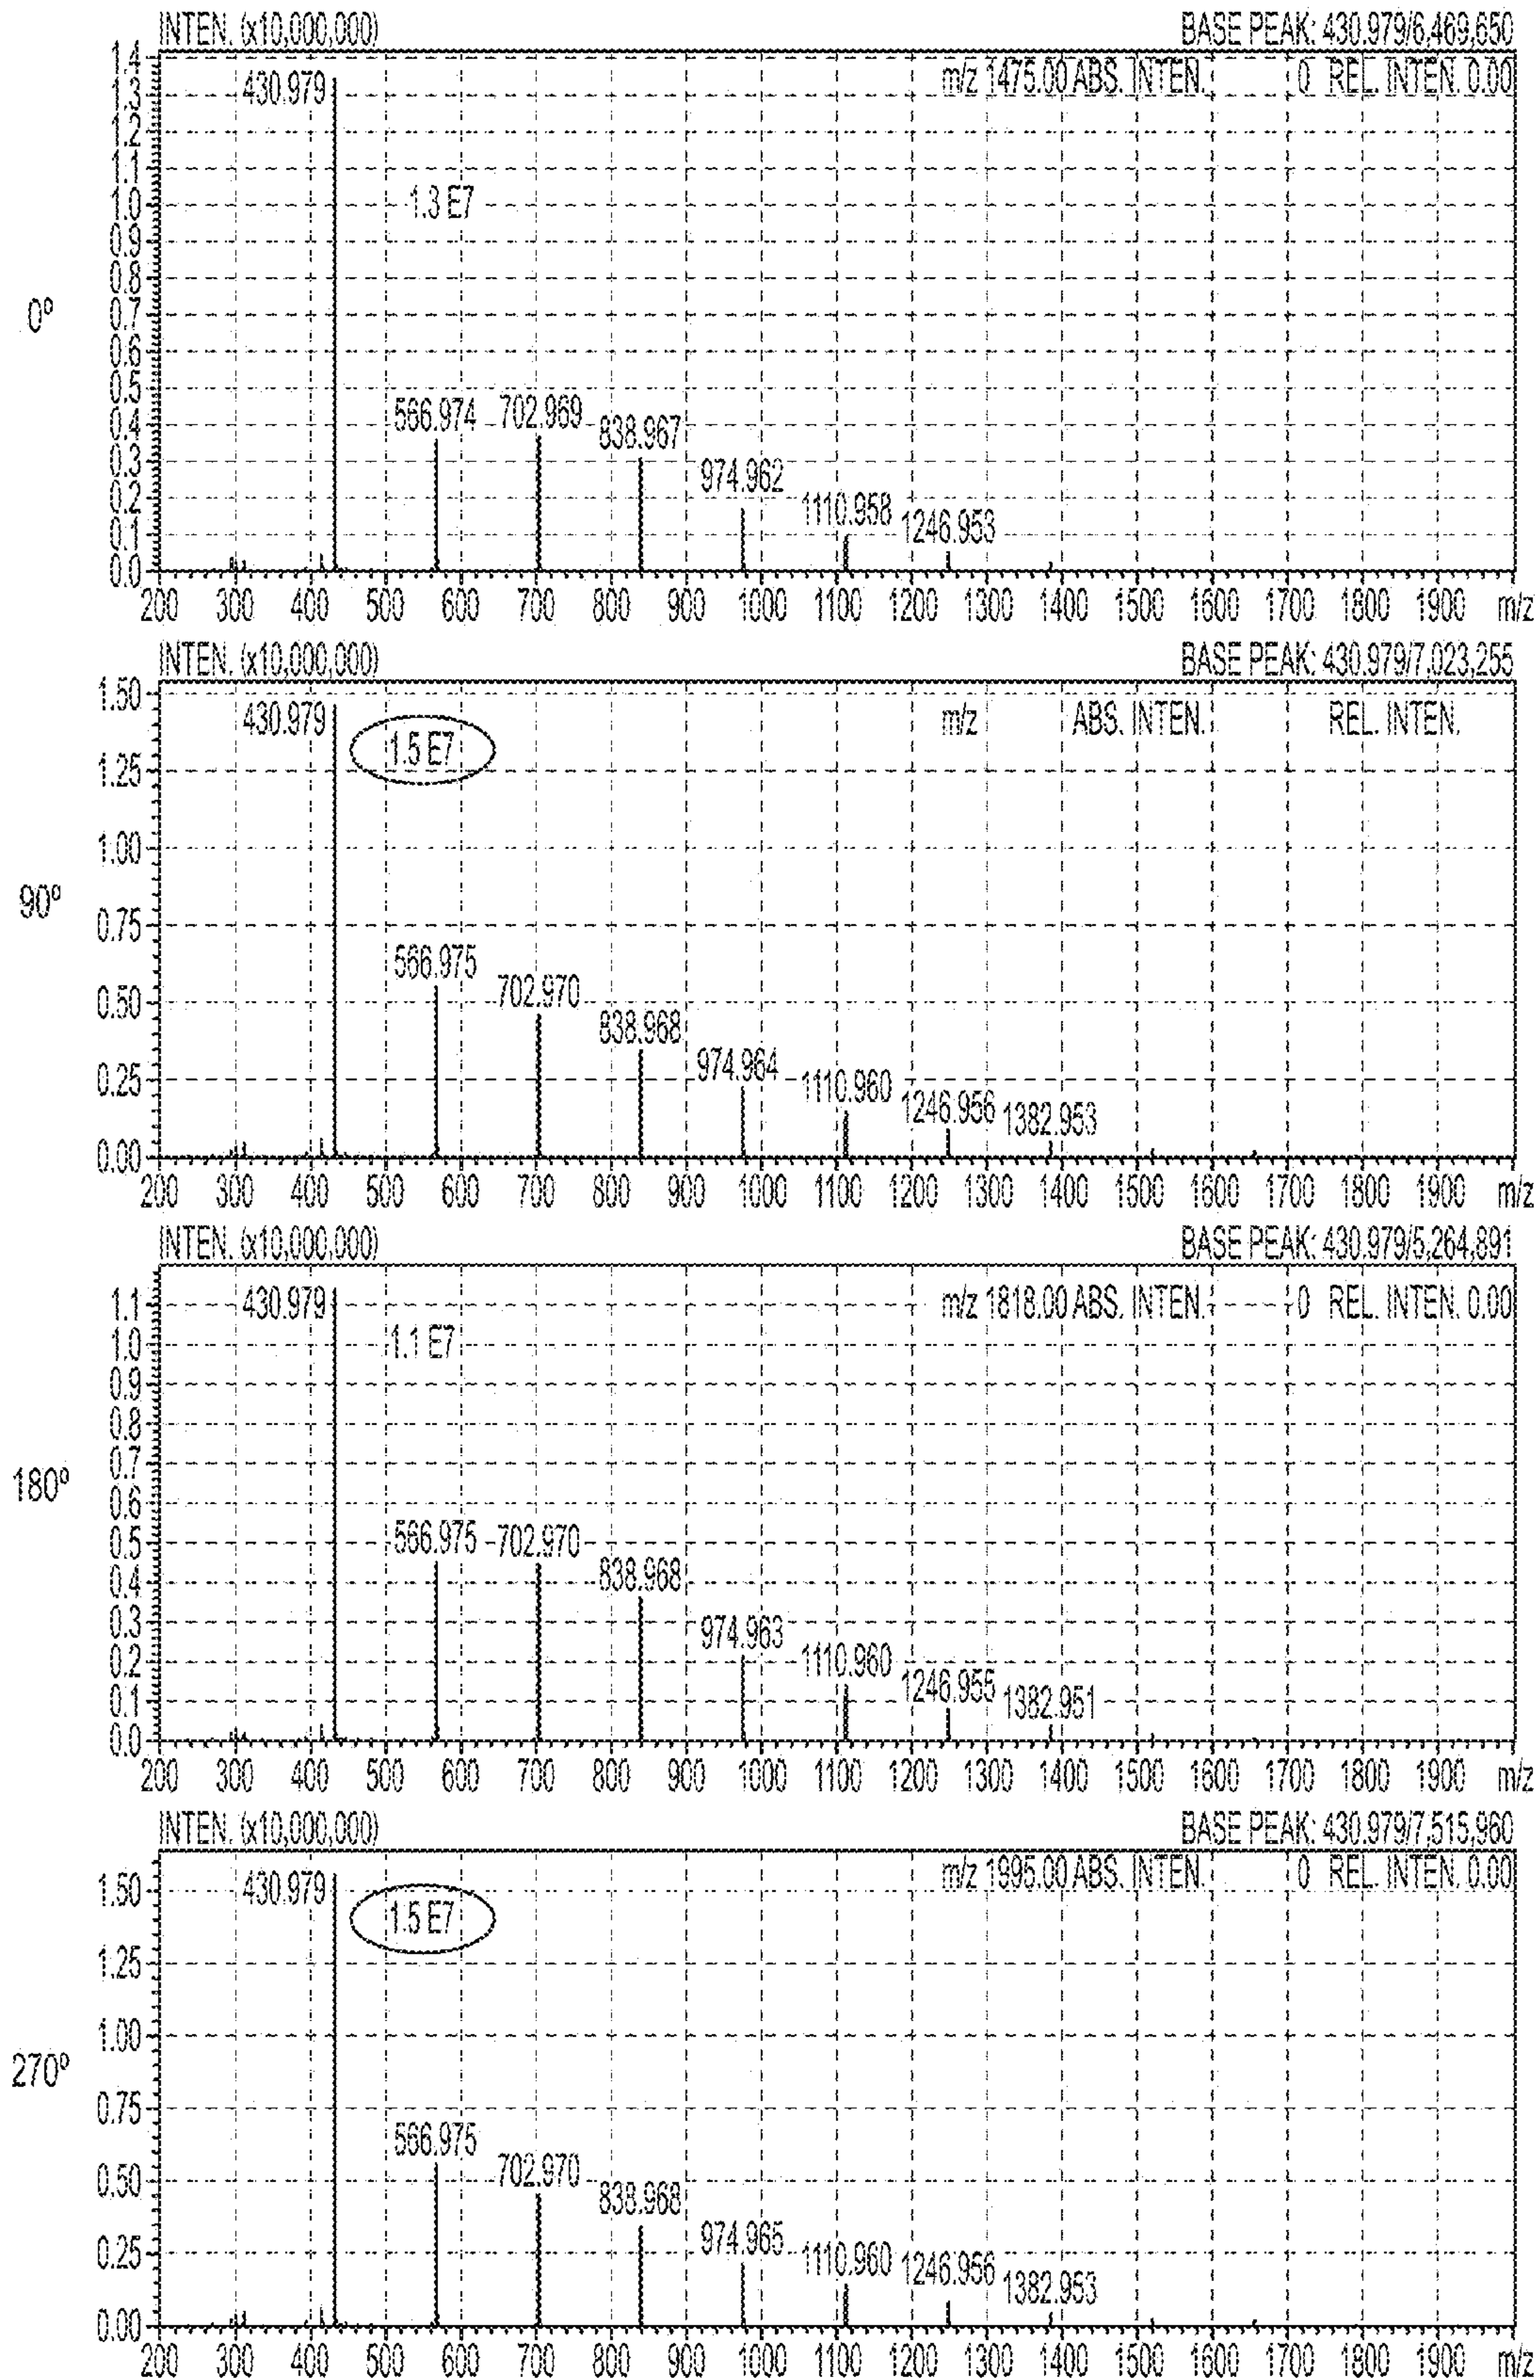 INTEN. (x10,000,000) BASE PEAK: 430.979/6,469,650
m/z 1475.00 ABS. INTEN. 0 REL. INTEN. 0.00
1.4
430.979
1.3
1.2
1.1
1.3 E7
1.0
0.9
0.8
0°
0.7
0.6
0.5
566.974 702.969 838.967
0.4
974.962
0.3
0.2
1110.958 1246.953
0.1
0.0
200 300 400 500 600 700 800 900 1000 1100 1200 1300 1400 1500 1600 1700 1800 1900 m/z
INTEN. (x10,000,000) BASE PEAK: 430.979/7,023,255
1.50
430.979 m/z ABS. INTEN. REL. INTEN.
1.5 E7
1.25
1.00
90°
0.75
566.975
702.970
0.50
838.968
974.964
0.25
1110.960 1246.956 1382.953
0.00
200 300 400 500 600 700 800 900 1000 1100 1200 1300 1400 1500 1600 1700 1800 1900 m/z
INTEN. (x10,000,000) BASE PEAK: 430.979/5,264,891
1.1 430.979 m/z 1818.00 ABS. INTEN. 0 REL. INTEN. 0.00
1.1 E7
1.0
0.9
0.8
0.7
180°
0.6
0.5 566.975 702.970
838.968
0.4
0.3
974.963
0.2
1110.960 1246.955 1382.951
0.1
0.0
200 300 400 500 600 700 800 900 1000 1100 1200 1300 1400 1500 1600 1700 1800 1900 m/z
INTEN. (x10,000,000) BASE PEAK: 430.979/7,515,960
m/z 1995.00 ABS. INTEN. 0 REL. INTEN. 0.00
1.50 430.979
1.5 E7
1.25
1.00
270°
0.75
566.975
702.970
0.50
838.968
974.965
0.25
1110.960 1246.956 1382.953
0.00
200 300 400 500 600 700 800 900 1000 1100 1200 1300 1400 1500 1600 1700 1800 1900 m/z